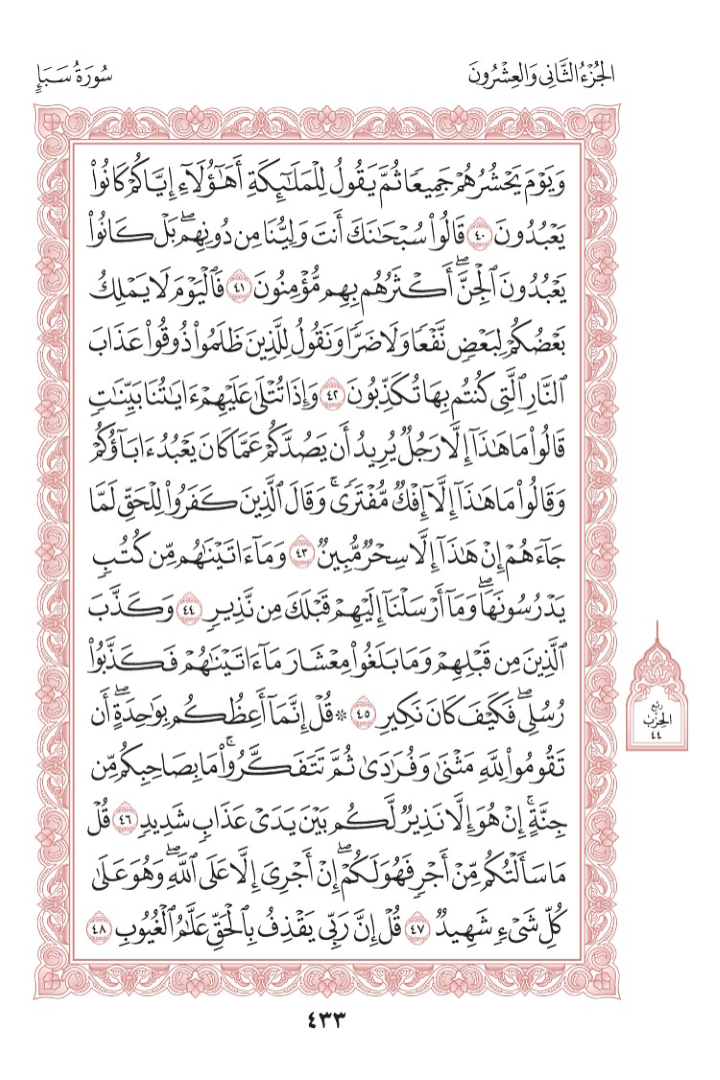 سُورَةُ سَبَإٍ
الجُزْءُ الثَّانِي وَالعِشْرُونَ
وَيَوْمَ يَحْشُرُهُمْ جَمِيعًا ثُمَّ يَقُولُ لِلْمَلَٰٓئِكَةِ أَهَٰٓؤُلَآءِ إِيَّاكُمْ كَانُوا۟
يَعْبُدُونَ ٤٠ قَالُوا۟ سُبْحَٰنَكَ أَنتَ وَلِيُّنَا مِن دُونِهِمۖ بَلْ كَانُوا۟
يَعْبُدُونَ ٱلْجِنَّۖ أَكْثَرُهُم بِهِم مُّؤْمِنُونَ ٤١ فَٱلْيَوْمَ لَا يَمْلِكُ
بَعْضُكُمْ لِبَعْضٍ نَّفْعًا وَلَا ضَرًّا وَنَقُولُ لِلَّذِينَ ظَلَمُوا۟ ذُوقُوا۟ عَذَابَ
ٱلنَّارِ ٱلَّتِى كُنتُم بِهَا تُكَذِّبُونَ ٤٢ وَإِذَا تُتْلَىٰ عَلَيْهِمْ ءَايَٰتُنَا بَيِّنَٰتٍ
قَالُوا۟ مَا هَٰذَآ إِلَّا رَجُلٌ يُرِيدُ أَن يَصُدَّكُمْ عَمَّا كَانَ يَعْبُدُ ءَابَآؤُكُمْ
وَقَالُوا۟ مَا هَٰذَآ إِلَّآ إِفْكٌ مُّفْتَرًىۚ وَقَالَ ٱلَّذِينَ كَفَرُوا۟ لِلْحَقِّ لَمَّا
جَآءَهُمْ إِنْ هَٰذَآ إِلَّا سِحْرٌ مُّبِينٌ ٤٣ وَمَآ ءَاتَيْنَٰهُم مِّن كُتُبٍ
يَدْرُسُونَهَاۖ وَمَآ أَرْسَلْنَآ إِلَيْهِمْ قَبْلَكَ مِن نَّذِيرٍ ٤٤ وَكَذَّبَ
ٱلَّذِينَ مِن قَبْلِهِمْ وَمَا بَلَغُوا۟ مِعْشَارَ مَآ ءَاتَيْنَٰهُمْ فَكَذَّبُوا۟
رُسُلِىۖ فَكَيْفَ كَانَ نَكِيرِ ٤٥ * قُلْ إِنَّمَآ أَعِظُكُم بِوَٰحِدَةٍۖ أَن
تَقُومُوا۟ لِلَّهِ مَثْنَىٰ وَفُرَٰدَىٰ ثُمَّ تَتَفَكَّرُوا۟ۚ مَا بِصَاحِبِكُم مِّن
جِنَّةٍۚ إِنْ هُوَ إِلَّا نَذِيرٌ لَّكُم بَيْنَ يَدَىْ عَذَابٍ شَدِيدٍ ٤٦ قُلْ
مَا سَأَلْتُكُم مِّنْ أَجْرٍ فَهُوَ لَكُمْۖ إِنْ أَجْرِىَ إِلَّا عَلَى ٱللَّهِۖ وَهُوَ عَلَىٰ
كُلِّ شَىْءٍ شَهِيدٌ ٤٧ قُلْ إِنَّ رَبِّى يَقْذِفُ بِٱلْحَقِّ عَلَّٰمُ ٱلْغُيُوبِ ٤٨
ربع
الحِزْب
٤٤
٤٣٣